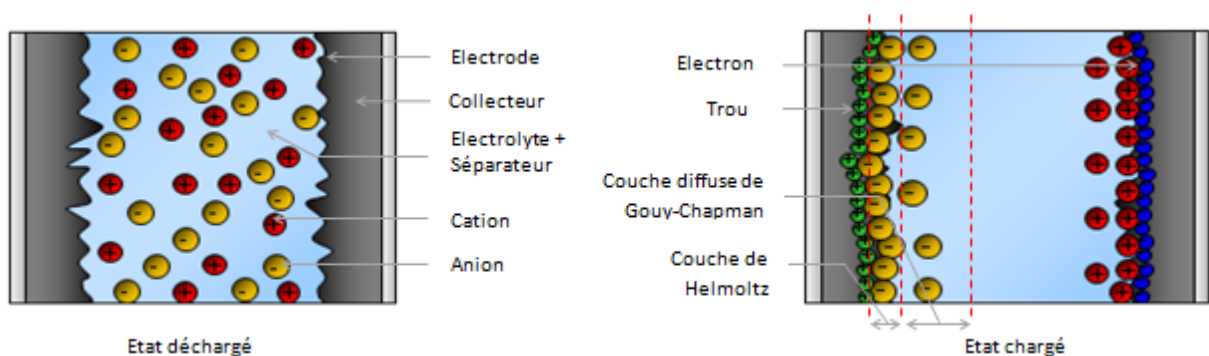 Electrode
Collecteur
Electrolyte +
Séparateur
Cation
Anion
Etat déchargé
Electron
Trou
Couche diffuse de
Gouy-Chapman
Couche de
Helmoltz
Etat chargé